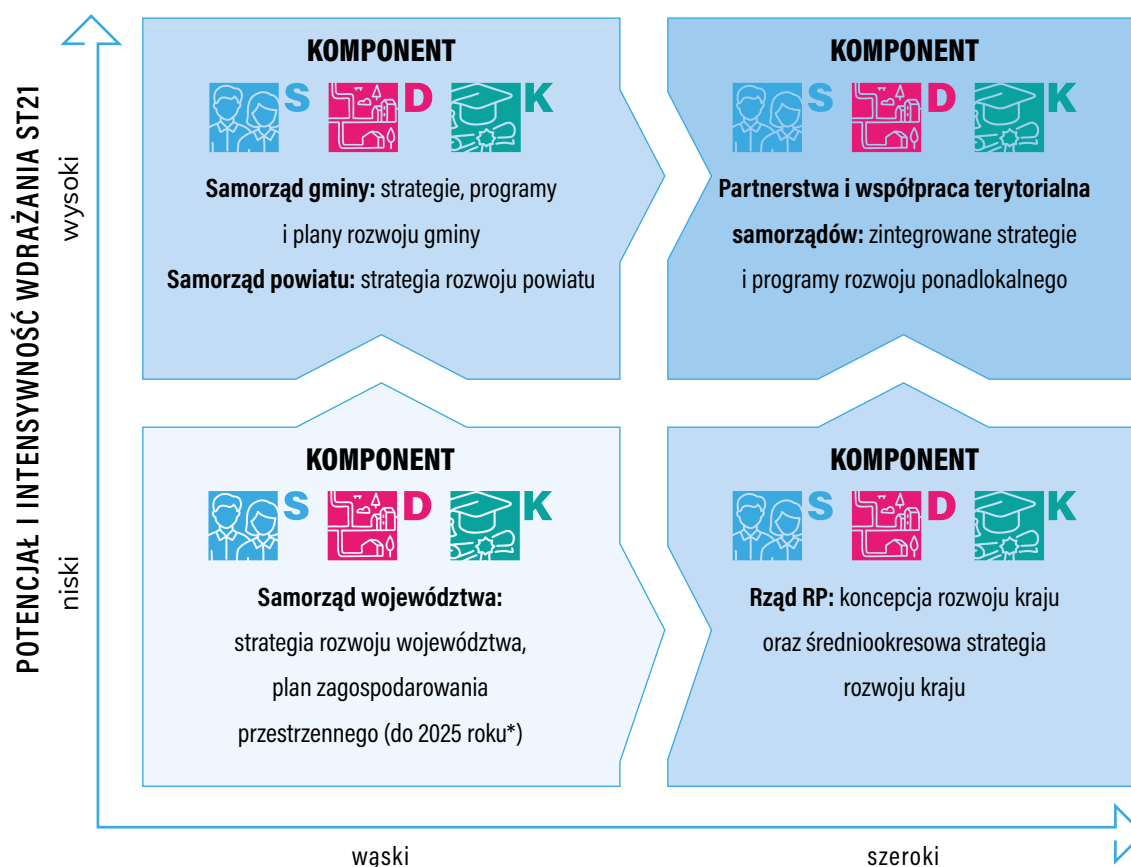 POTENCJAŁ I INTENSYWNOŚĆ WDRAŻANIA ST21
wysoki
niski
KOMPONENT
S D K
Samorząd gminy: strategie, programy
i plany rozwoju gminy
Samorząd powiatu: strategia rozwoju powiatu
KOMPONENT
S D K
Partnerstwa i współpraca terytorialna
samorządów: zintegrowane strategie
i programy rozwoju ponadlokalnego
KOMPONENT
S D K
Samorząd województwa:
strategia rozwoju województwa,
plan zagospodarowania
przestrzennego (do 2025 roku*)
KOMPONENT
S D K
Rząd RP: koncepcja rozwoju kraju
oraz średniookresowa strategia
rozwoju kraju
wąski
szeroki